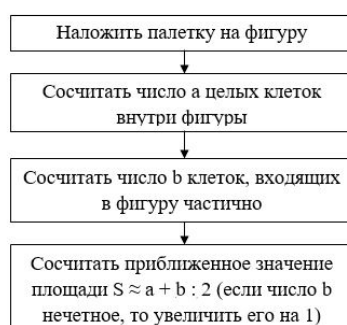 Наложить палетку на фигуру
Сосчитать число a целых клеток
внутри фигуры
Сосчитать число b клеток, входящих
в фигуру частично
Сосчитать приближенное значение
площади S ≈ a + b : 2 (если число b
нечетное, то увеличить его на 1)